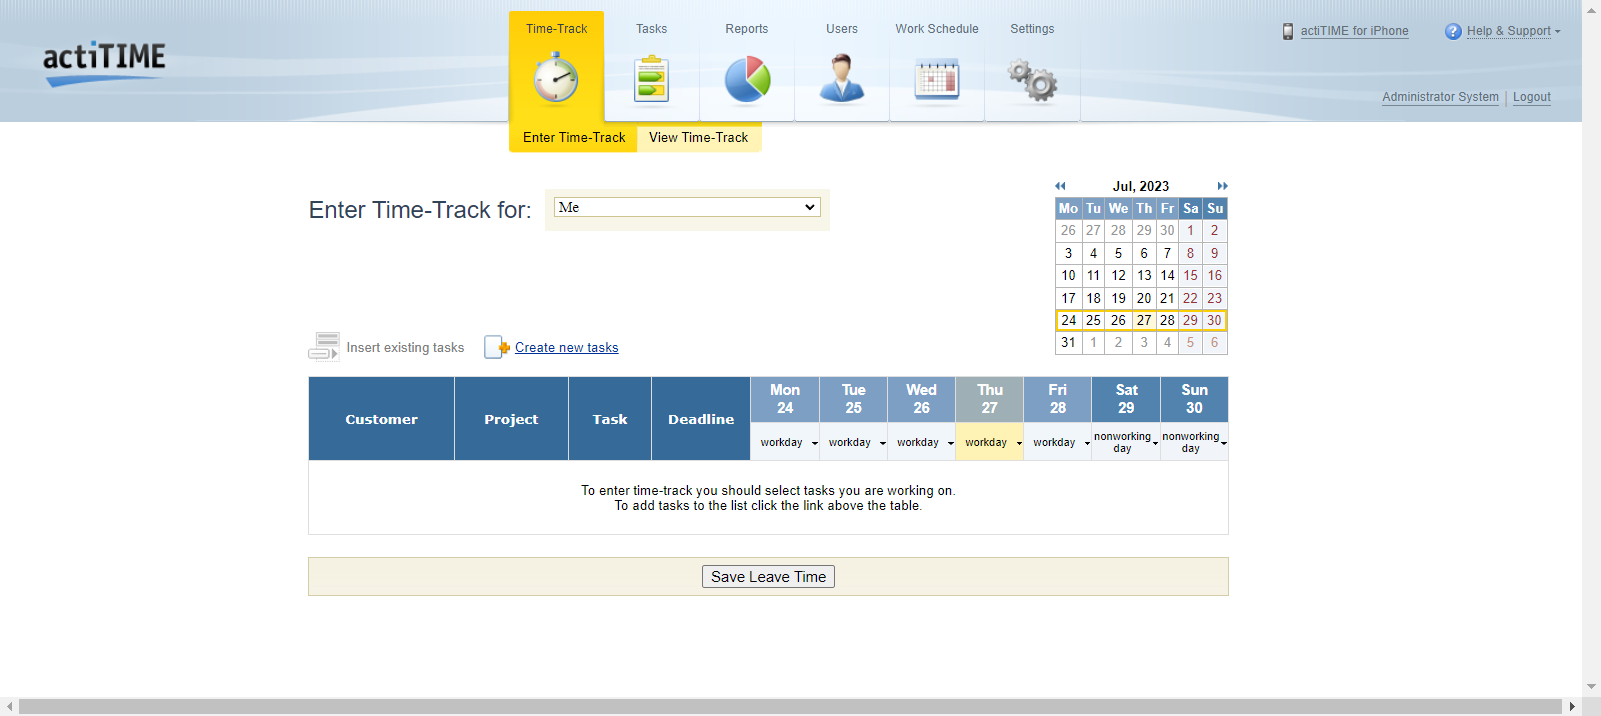 Time-Track Tasks Reports Users Work Schedule Settings
actiTIME for iPhone Help & Support
actiTIME
Administrator System Logout
Enter Time-Track View Time-Track
Enter Time-Track for: Me
Jul, 2023
Mo Tu We Th Fr Sa Su
26 27 28 29 30 1 2
3 4 5 6 7 8 9
10 11 12 13 14 15 16
17 18 19 20 21 22 23
24 25 26 27 28 29 30
31 1 2 3 4 5 6
Insert existing tasks Create new tasks
Customer Project Task Deadline
Mon Tue Wed Thu Fri Sat Sun
24 25 26 27 28 29 30
workday workday workday workday workday nonworking day nonworking day
To enter time-track you should select tasks you are working on.
To add tasks to the list click the link above the table.
Save Leave Time